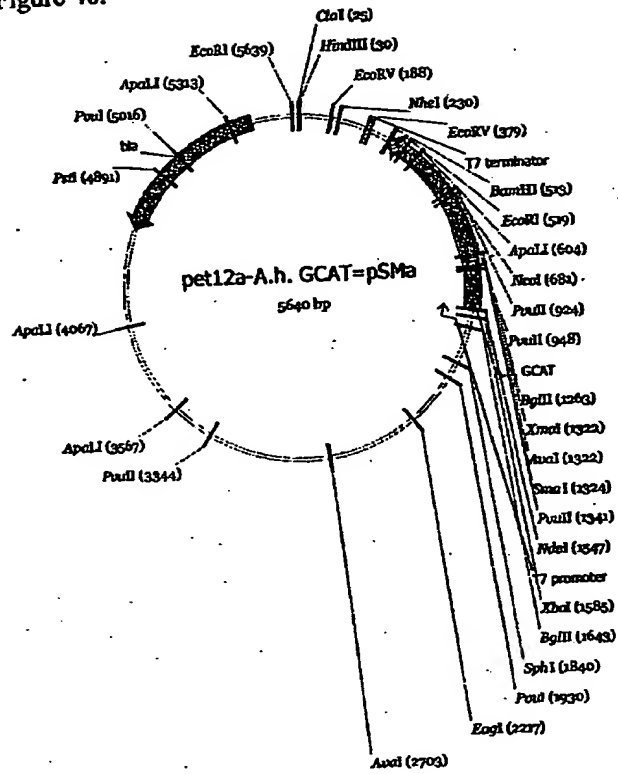 ClaI (25)
HindIII (30)
EcoRI (5639)
EcoRV (188)
ApaLI (5313)
NheI (230)
PvuI (5016)
EcoRV (379)
bla
T7 terminator
PstI (4891)
BamHI (513)
EcoRI (519)
ApaLI (604)
pet12a-A.h. GCAT=pSMa
NcoI (681)
5640 bp
PvuII (924)
ApaLI (4067)
PvuII (948)
GCAT
BglII (1263)
XmaI (1322)
ApaLI (3567)
AvaI (1322)
PvuII (3344)
SmaI (1324)
PvuII (1341)
NdeI (1547)
T7 promoter
XbaI (1585)
BglII (1643)
SphI (1840)
(1930)
EagI (2217)
AvaI (2703)